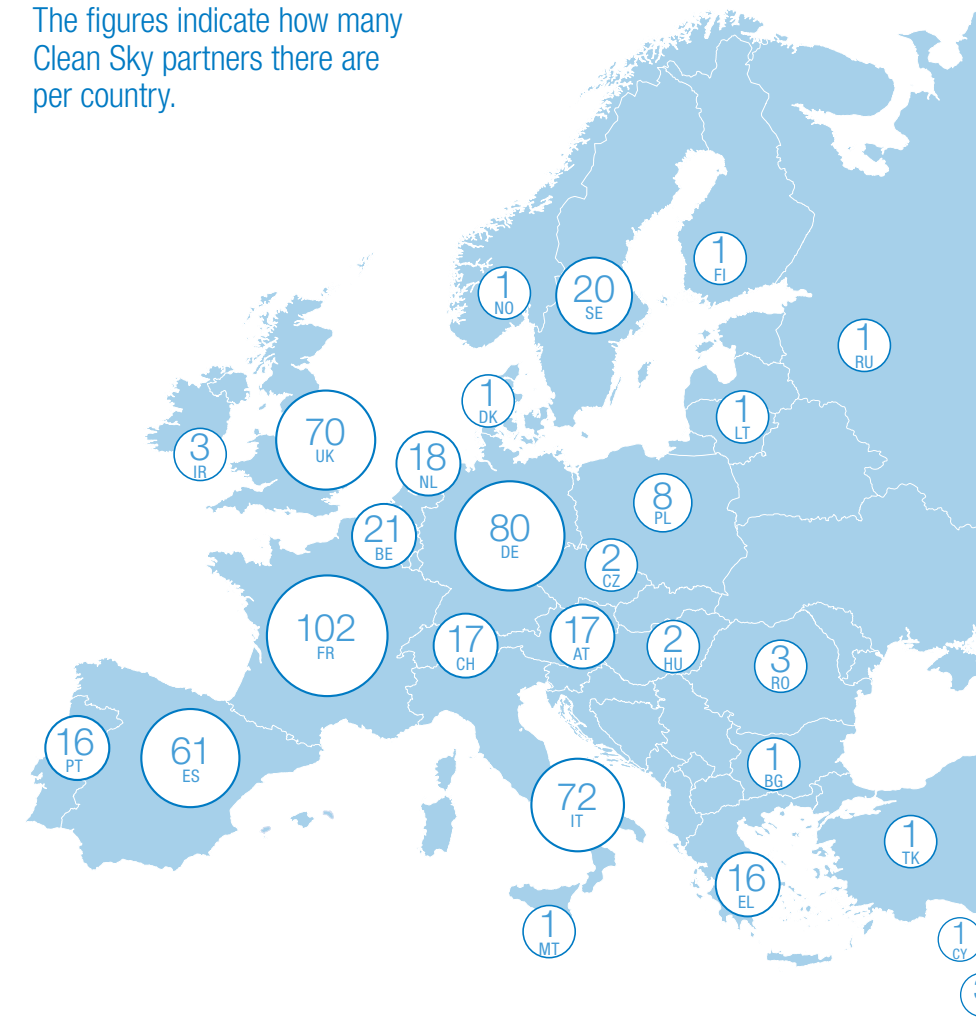 The figures indicate how many
Clean Sky partners there are
per country.
1
FI
1
NO
20
SE
1
RU
1
DK
1
LT
70
UK
3
IR
18
NL
8
PL
21
BE
80
DE
2
CZ
102
FR
17
CH
17
AT
2
HU
3
RO
16
PT
61
ES
1
BG
72
IT
1
TK
16
EL
1
MT
1
CY